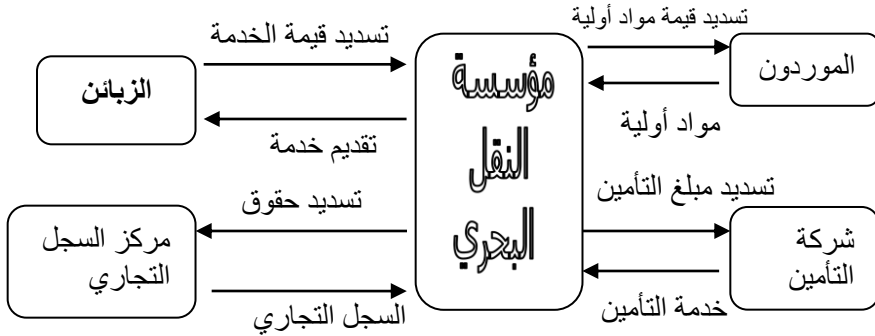 تسديد قيمة مواد أولية
تسديد قيمة الخدمة
الموردون
الزبائن
مؤسسة
النقل
البحري
مواد أولية
تقديم خدمة
تسديد حقوق
تسديد مبلغ التأمين
مركز السجل
التجاري
شركة
التأمين
السجل التجاري
خدمة التأمين